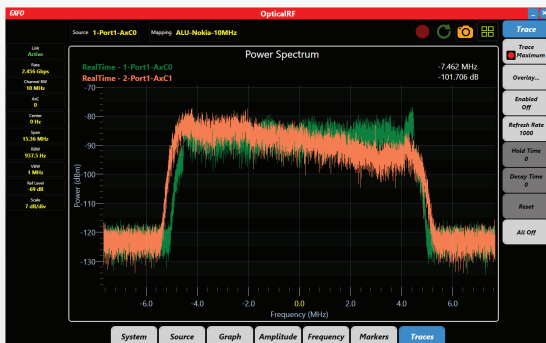 EXFO
OpticalRF
Source 1-Port1-AxC0 Mapping ALU-Nokia-10MHz
Link
Active
Rate
2.456 Gbps
Channel BW
10 MHz
AxC
0
Center
0 Hz
Span
15.36 MHz
RBW
937.5 Hz
VBW
1 MHz
Ref Level
-69 dB
Scale
7 dB/div
Power Spectrum
RealTime - 1-Port1-AxC0
RealTime - 2-Port1-AxC1
-7.462 MHz
-101.706 dB
Power (dBm)
-70
-80
-90
-100
-110
-120
-130
-6.0 -4.0 -2.0 0.0 2.0 4.0 6.0
Frequency (MHz)
Trace
Trace
Maximum
Overlay...
Enabled
Off
Refresh Rate
1000
Hold Time
0
Decay Time
0
Reset
All Off
System Source Graph Amplitude Frequency Markers Traces